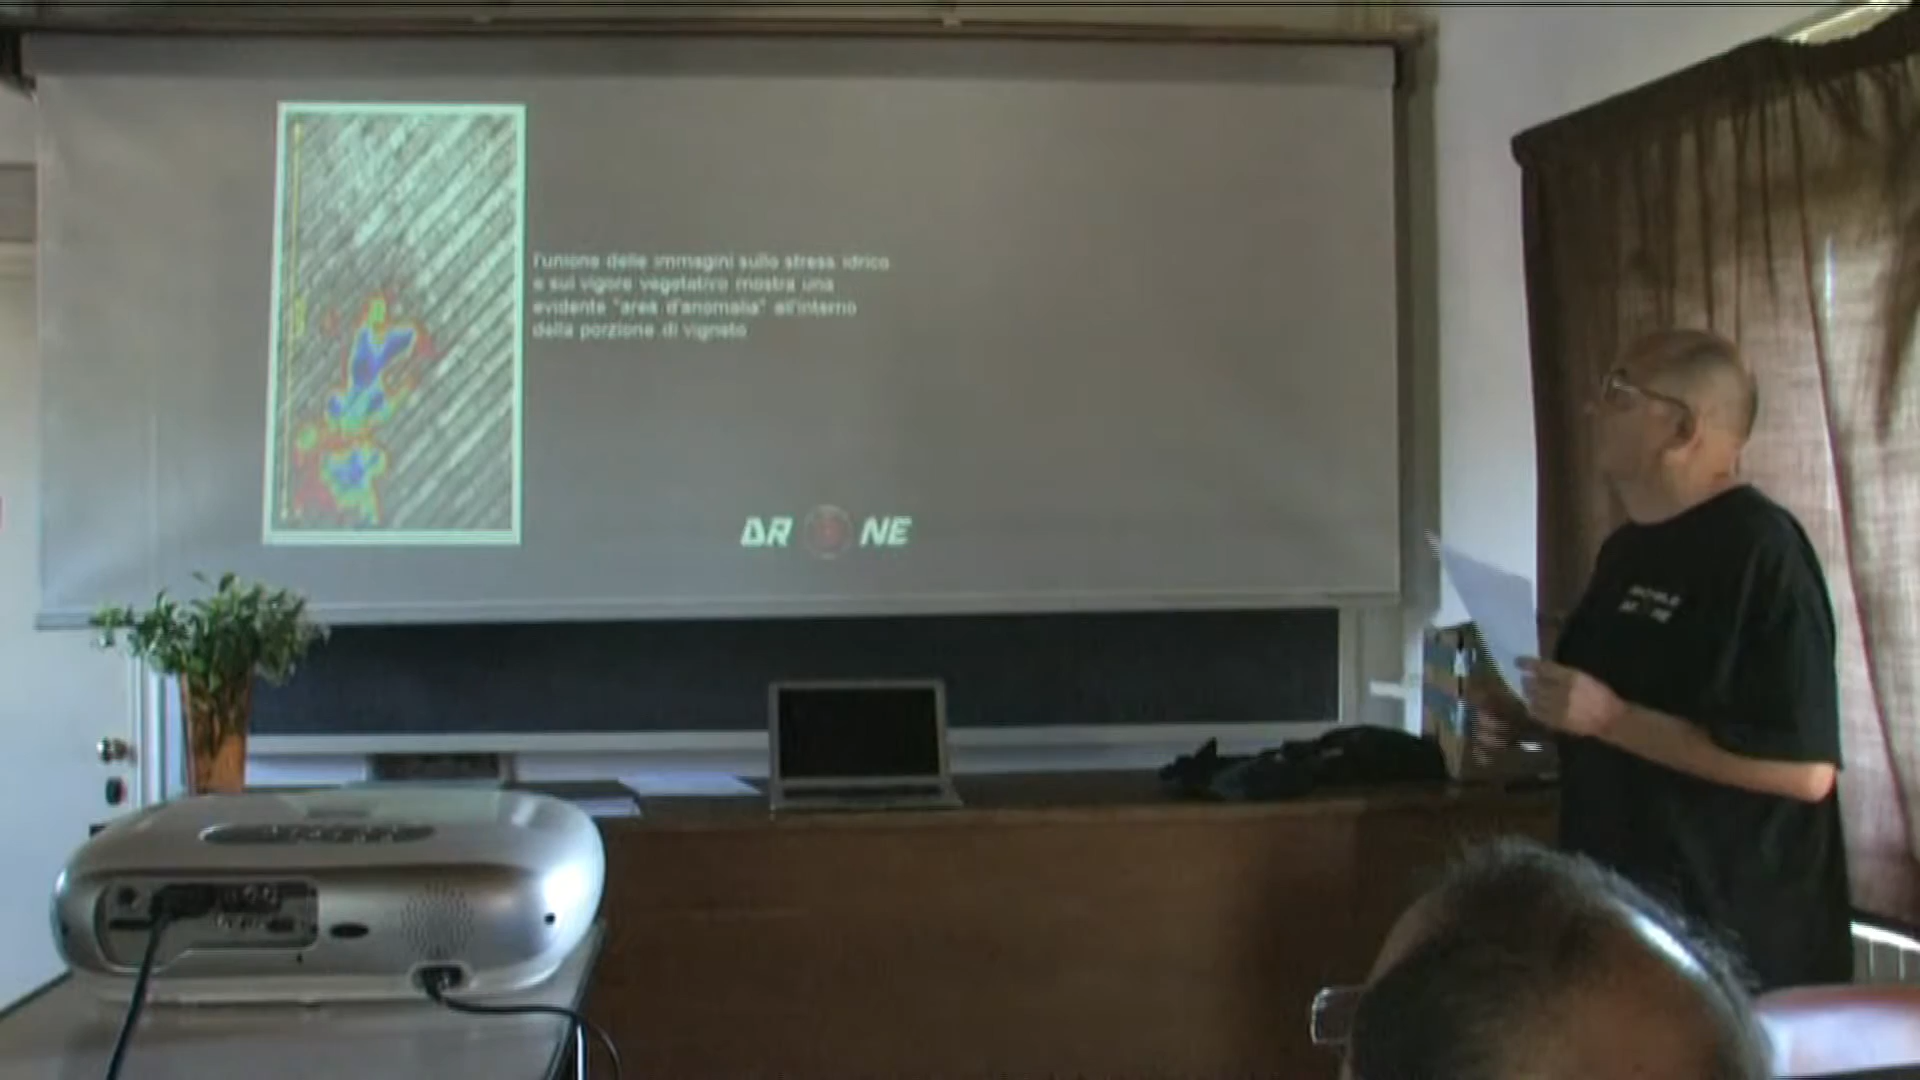 l'unione delle immagini sullo stress idrico
e sul vigore vegetativo mostra una
evidente "area d'anomalia" all'interno
della porzione di vigneto
DR NE